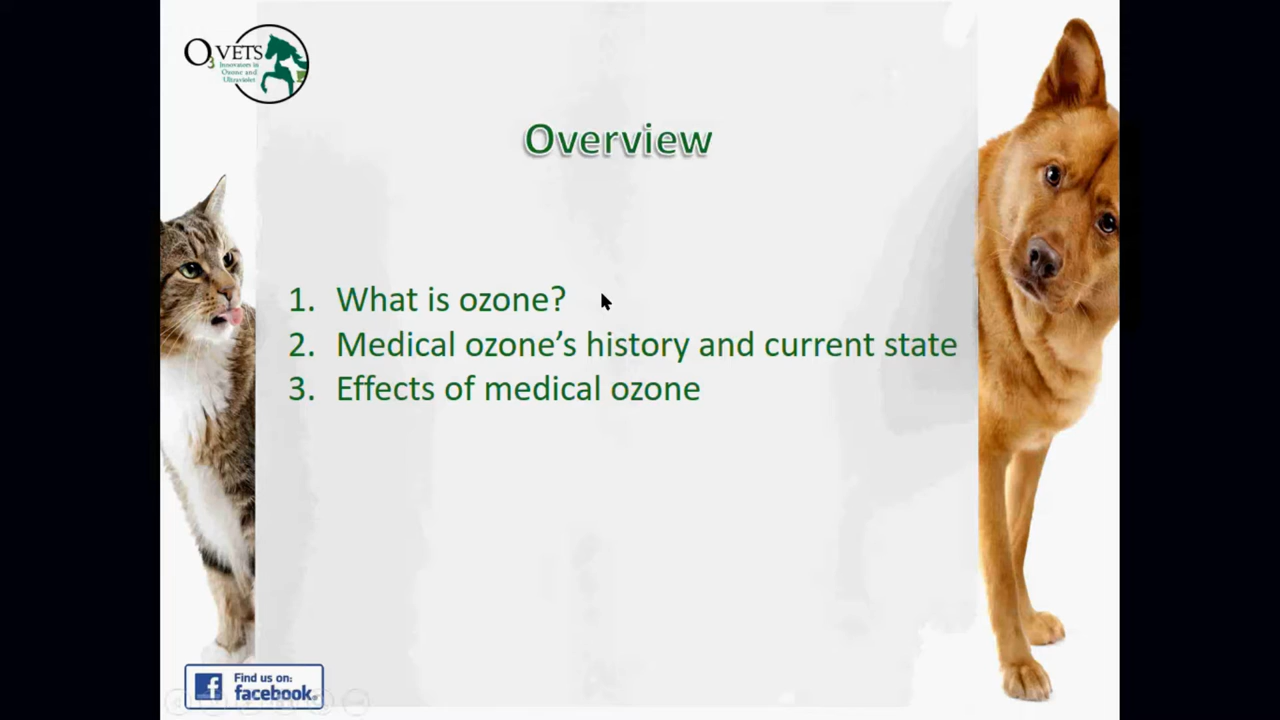 O3VETS
Innovators in
Ozone and
Ultraviolet
Overview
1. What is ozone?
2. Medical ozone’s history and current state
3. Effects of medical ozone
Find us on:
facebook.